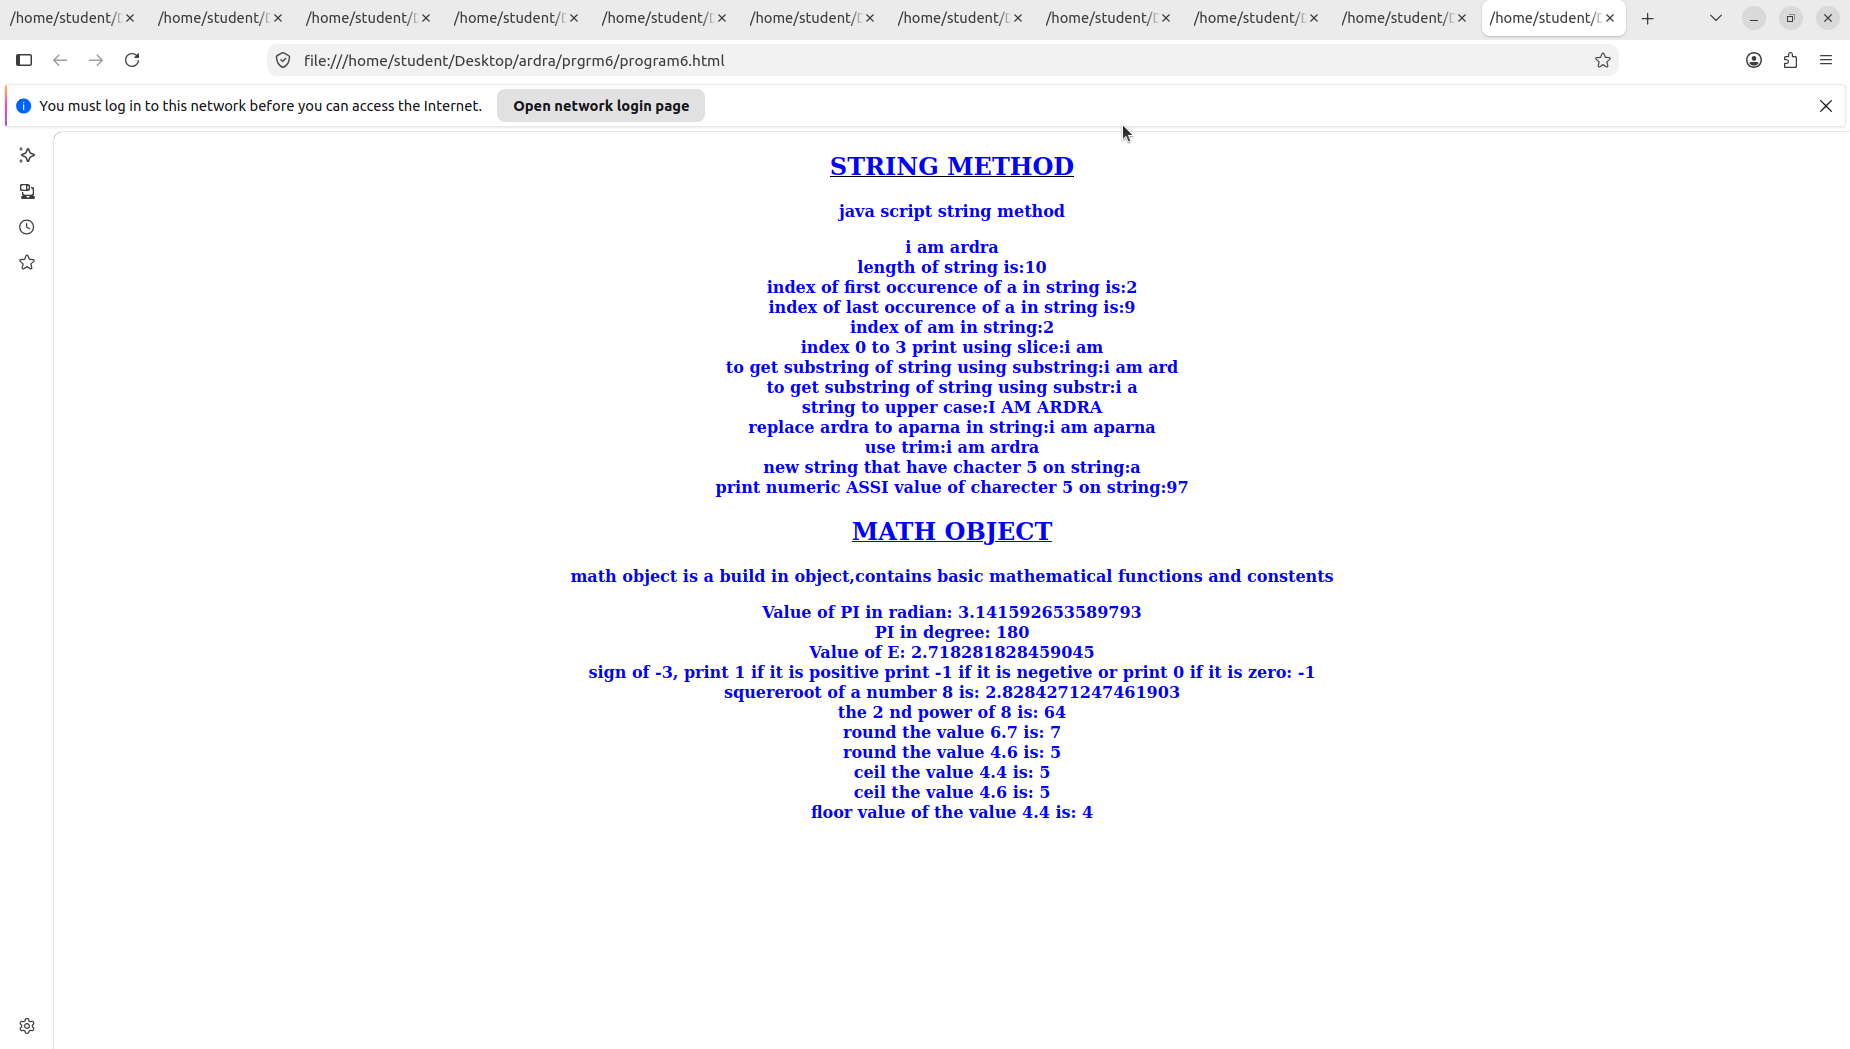 /home/student/ /home/student/ /home/student/ /home/student/ /home/student/ /home/student/ /home/student/ /home/student/ /home/student/ /home/student/ /home/student/
file:///home/student/Desktop/ardra/prgrm6/program6.html
You must log in to this network before you can access the Internet. Open network login page
STRING METHOD
java script string method
i am ardra
length of string is:10
index of first occurence of a in string is:2
index of last occurence of a in string is:9
index of am in string:2
index 0 to 3 print using slice:i am
to get substring of string using substring:i am ard
to get substring of string using substr:i a
string to upper case:I AM ARDRA
replace ardra to aparna in string:i am aparna
use trim:i am ardra
new string that have chacter 5 on string:a
print numeric ASSI value of charecter 5 on string:97
MATH OBJECT
math object is a build in object,contains basic mathematical functions and constents
Value of PI in radian: 3.141592653589793
PI in degree: 180
Value of E: 2.718281828459045
sign of -3, print 1 if it is positive print -1 if it is negetive or print 0 if it is zero: -1
squereroot of a number 8 is: 2.8284271247461903
the 2 nd power of 8 is: 64
round the value 6.7 is: 7
round the value 4.6 is: 5
ceil the value 4.4 is: 5
ceil the value 4.6 is: 5
floor value of the value 4.4 is: 4